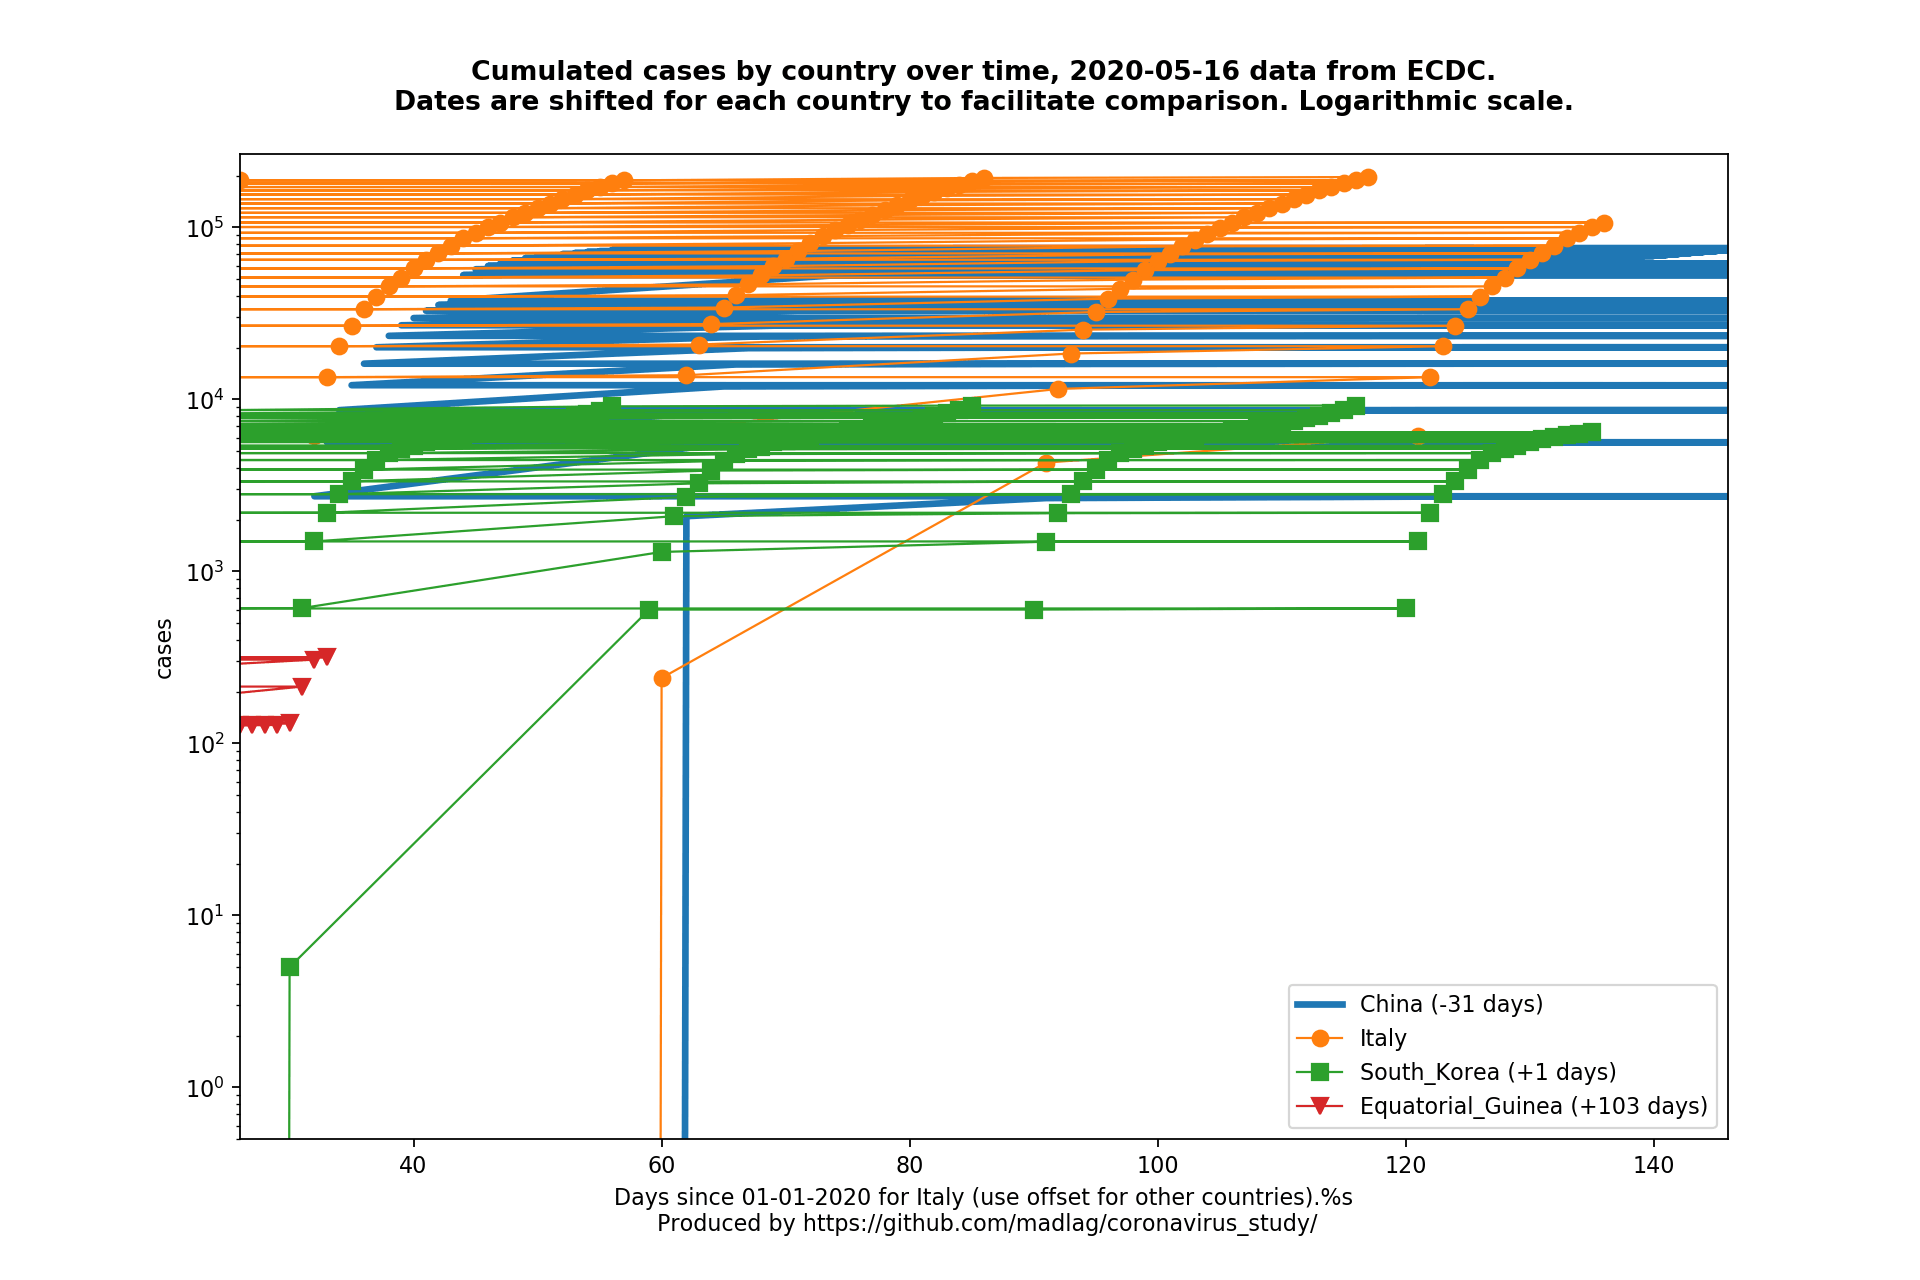 Cumulated cases by country over time, 2020-05-16 data from ECDC.
Dates are shifted for each country to facilitate comparison. Logarithmic scale.
cases
10^5
10^4
10^3
10^2
10^1
10^0
China (-31 days)
Italy
South_Korea (+1 days)
Equatorial_Guinea (+103 days)
40 60 80 100 120 140
Days since 01-01-2020 for Italy (use offset for other countries).%s
Produced by https://github.com/madlag/coronavirus_study/